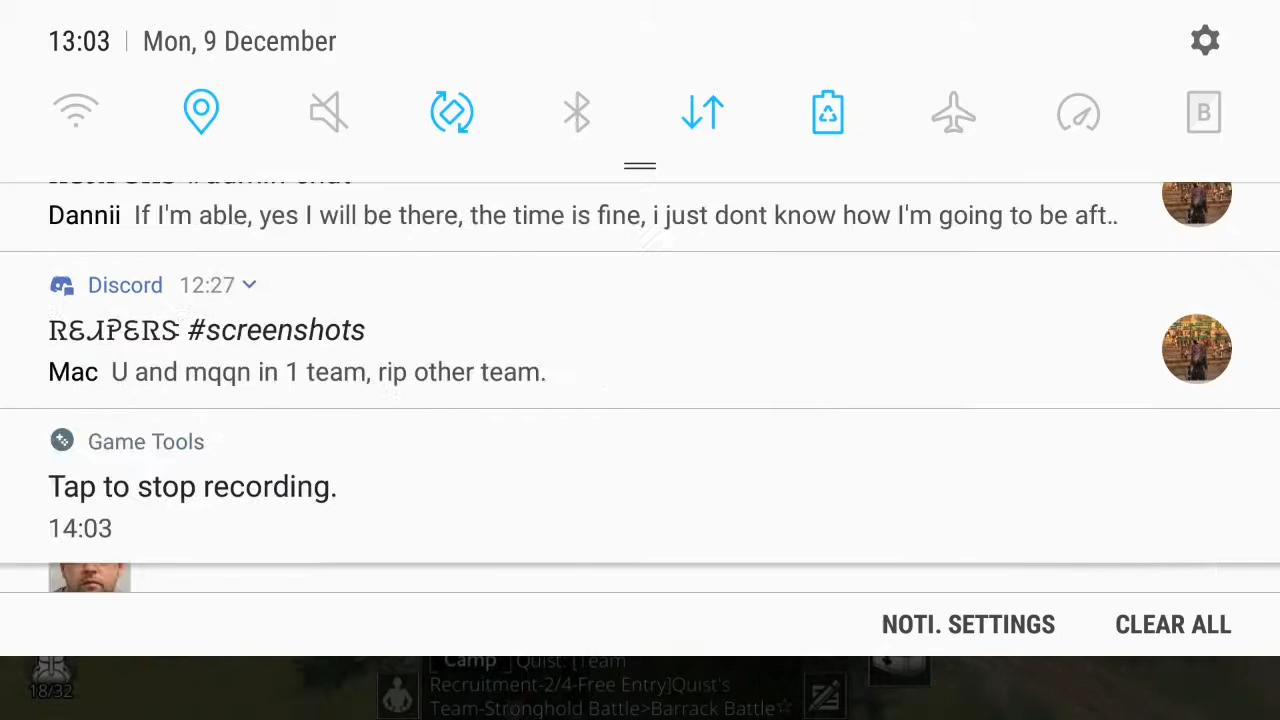 13:03 | Mon, 9 December
B
Dannii If I'm able, yes I will be there, the time is fine, i just dont know how I'm going to be aft..
Discord 12:27
REAPERS #screenshots
Mac U and mqqn in 1 team, rip other team.
Game Tools
Tap to stop recording.
14:03
NOTI. SETTINGS CLEAR ALL
18/32
Camp Quist: [Team
Recruitment-2/4-Free Entry]Quist's
Team-Stronghold Battle>Barrack Battle☆